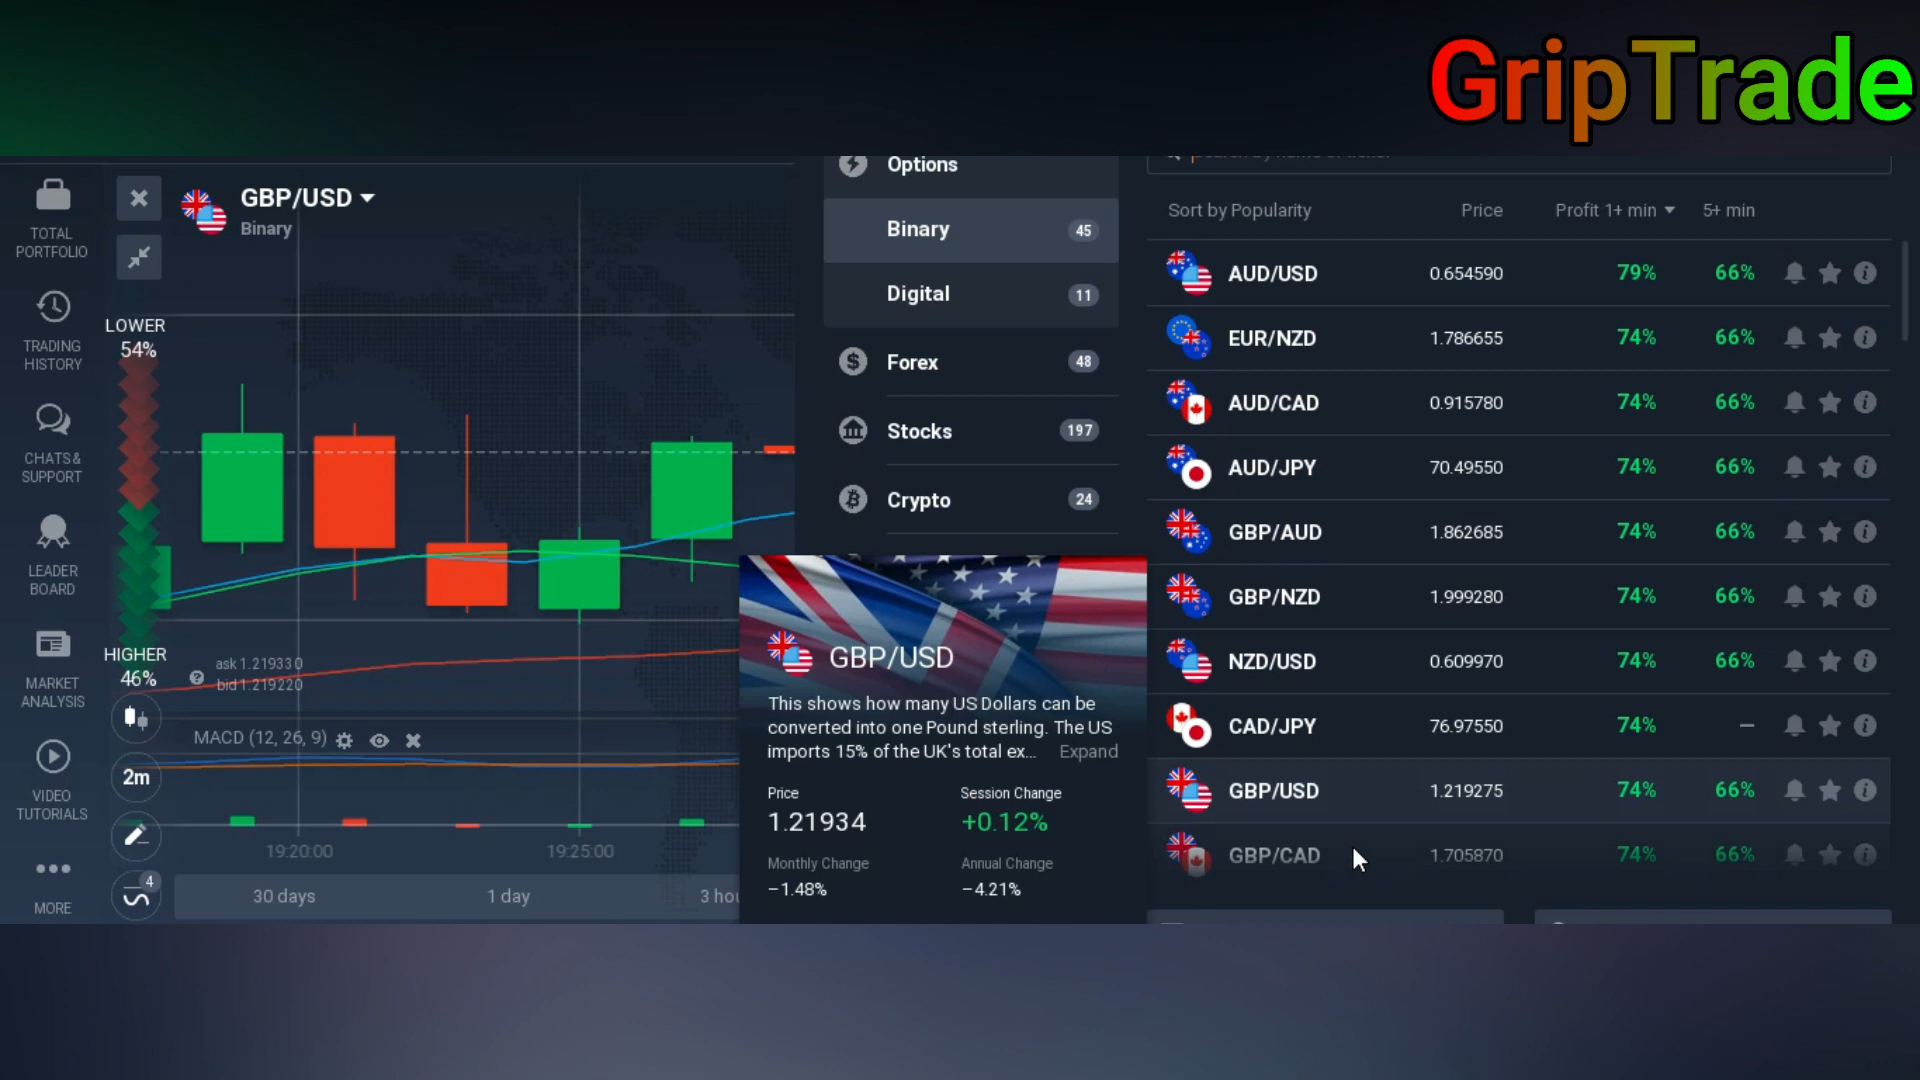 GripTrade
TOTAL
PORTFOLIO
TRADING
HISTORY
CHATS &
SUPPORT
LEADER
BOARD
MARKET
ANALYSIS
VIDEO
TUTORIALS
MORE
GBP/USD
Binary
LOWER
54%
HIGHER
46%
ask 1.219330
bid 1.219220
MACD (12, 26, 9)
2m
4
19:20:00
19:25:00
30 days
1 day
3 hou
Options
Binary 45
Digital 11
Forex 48
Stocks 197
Crypto 24
GBP/USD
This shows how many US Dollars can be
converted into one Pound sterling. The US
imports 15% of the UK's total ex... Expand
Price Session Change
1.21934 +0.12%
Monthly Change Annual Change
–1.48% –4.21%
Sort by Popularity Price Profit 1+ min 5+ min
AUD/USD 0.654590 79% 66%
EUR/NZD 1.786655 74% 66%
AUD/CAD 0.915780 74% 66%
AUD/JPY 70.49550 74% 66%
GBP/AUD 1.862685 74% 66%
GBP/NZD 1.999280 74% 66%
NZD/USD 0.609970 74% 66%
CAD/JPY 76.97550 74% –
GBP/USD 1.219275 74% 66%
GBP/CAD 1.705870 74% 66%